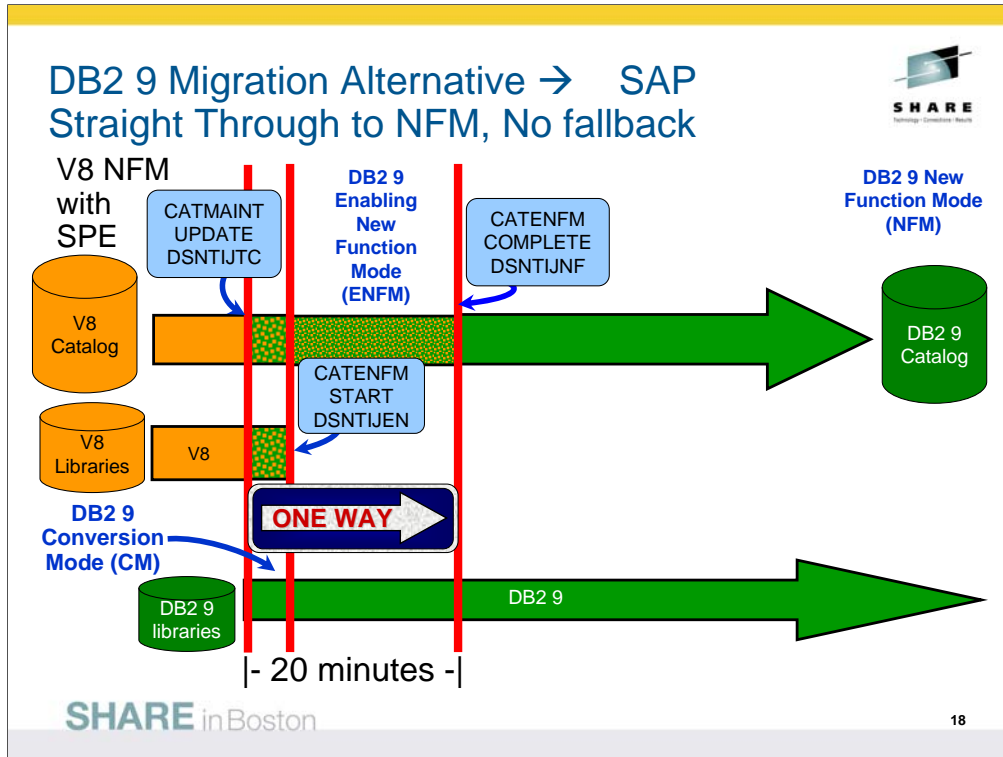 DB2 9 Migration Alternative → SAP
Straight Through to NFM, No fallback
SHARE
Technology · Connections · Results
V8 NFM
with
SPE
CATMAINT
UPDATE
DSNTIJTC
DB2 9
Enabling
New
Function
Mode
(ENFM)
CATENFM
COMPLETE
DSNTIJNF
DB2 9 New
Function Mode
(NFM)
V8
Catalog
DB2 9
Catalog
CATENFM
START
DSNTIJEN
V8
Libraries
V8
ONE WAY
DB2 9
Conversion
Mode (CM)
DB2 9
libraries
DB2 9
|- 20 minutes -|
SHARE in Boston
18